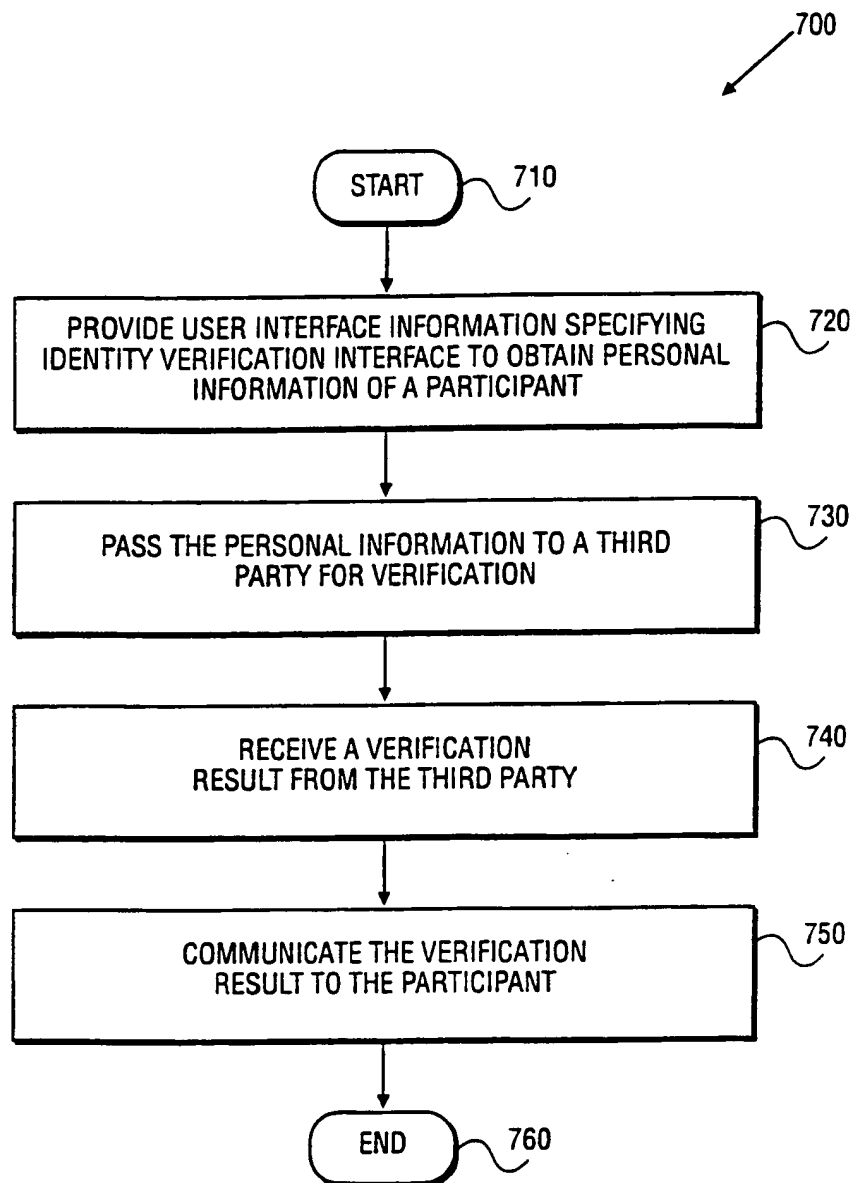 700
START
710
PROVIDE USER INTERFACE INFORMATION SPECIFYING
IDENTITY VERIFICATION INTERFACE TO OBTAIN PERSONAL
INFORMATION OF A PARTICIPANT
720
PASS THE PERSONAL INFORMATION TO A THIRD
PARTY FOR VERIFICATION
730
RECEIVE A VERIFICATION
RESULT FROM THE THIRD PARTY
740
COMMUNICATE THE VERIFICATION
RESULT TO THE PARTICIPANT
750
END
760